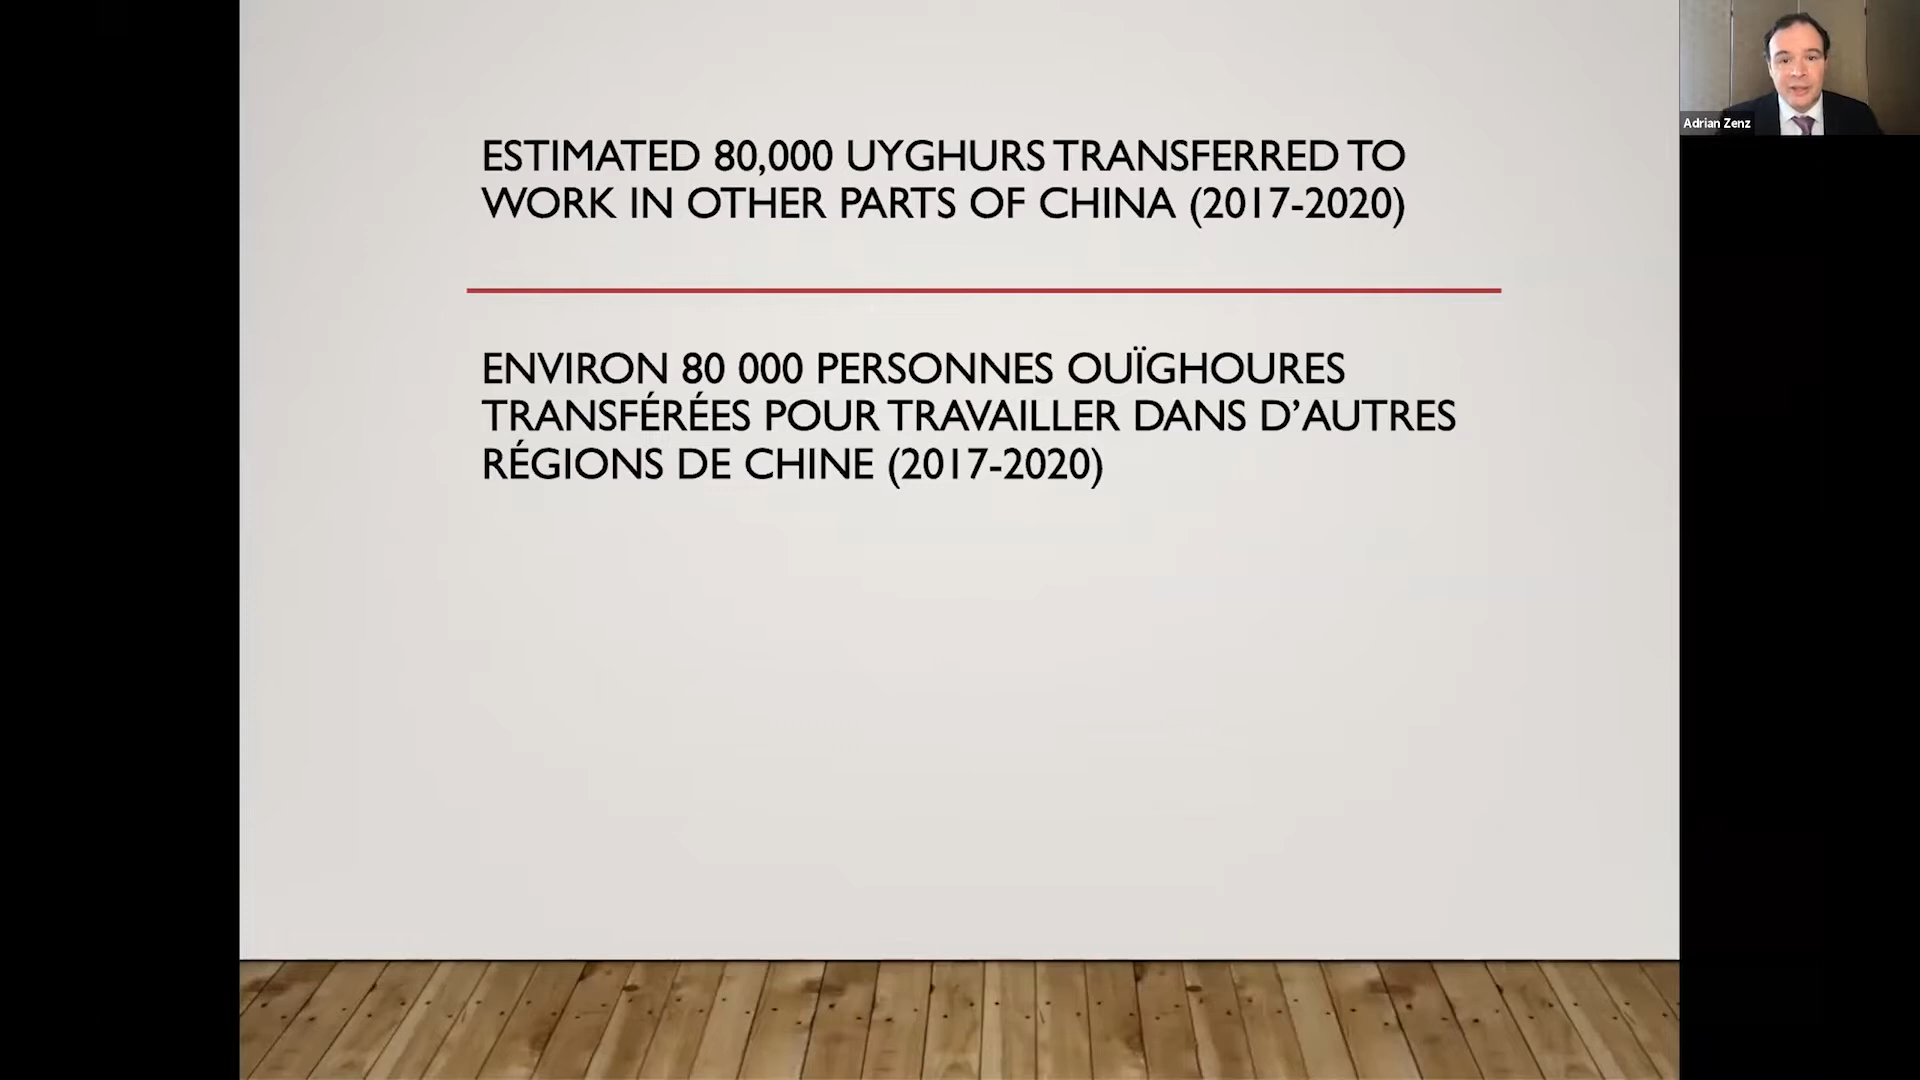 ESTIMATED 80,000 UYGHURS TRANSFERRED TO
WORK IN OTHER PARTS OF CHINA (2017-2020)
ENVIRON 80 000 PERSONNES OUÏGHOURES
TRANSFÉRÉES POUR TRAVAILLER DANS D’AUTRES
RÉGIONS DE CHINE (2017-2020)
Adrian Zenz